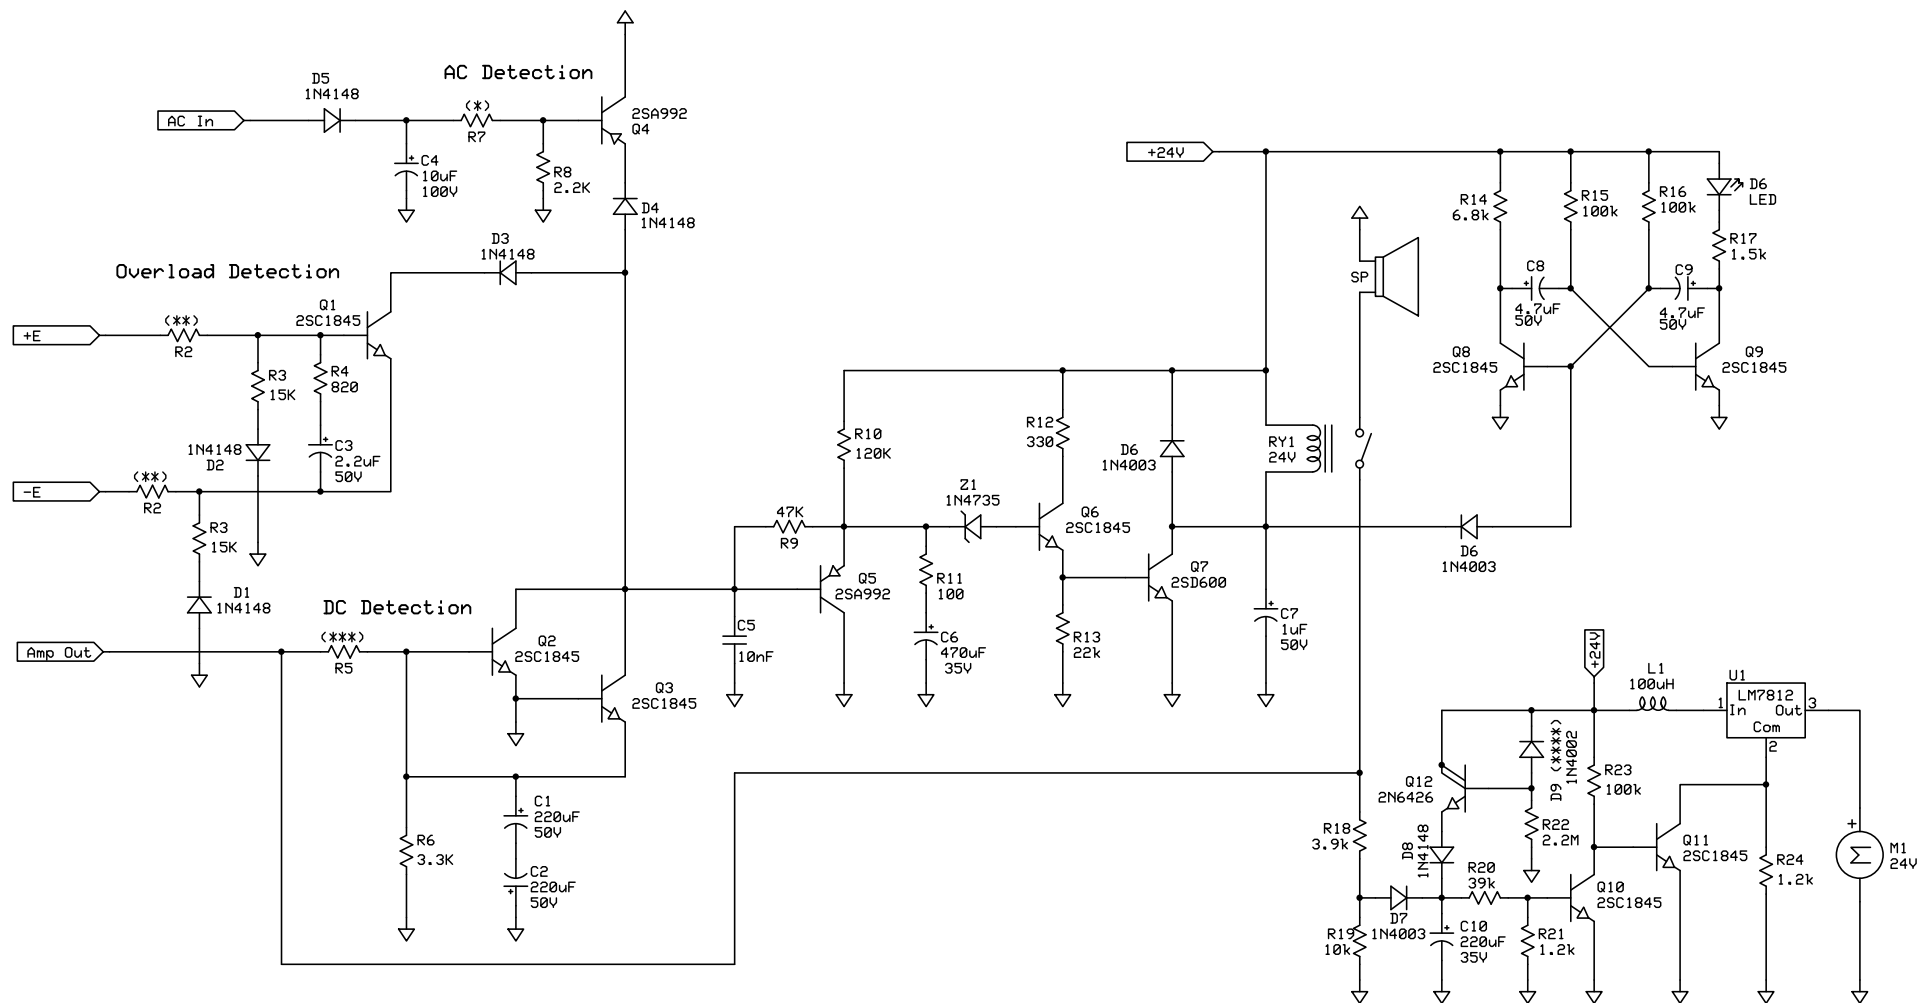 AC Detection
D5
1N4148
AC In
(*)
R7
2SA992
Q4
C4
10uF
100V
R8
2.2K
D4
1N4148
D3
1N4148
Overload Detection
Q1
2SC1845
+E
(**)
R2
R3
15K
R4
820
1N4148
D2
C3
2.2uF
50V
-E
(**)
R2
R3
15K
D1
1N4148
DC Detection
Amp Out
(***)
R5
Q2
2SC1845
Q3
2SC1845
C1
220uF
50V
C2
220uF
50V
R6
3.3K
47K
R9
C5
10nF
R10
120K
Q5
2SA992
Z1
1N4735
R11
100
C6
470uF
35V
R12
330
Q6
2SC1845
R13
22k
D6
1N4003
Q7
2SD600
RY1
24V
C7
1uF
50V
+24V
SP
R14
6.8k
R15
100k
R16
100k
D6
LED
R17
1.5k
C8
4.7uF
50V
C9
4.7uF
50V
Q8
2SC1845
Q9
2SC1845
D6
1N4003
+24V
L1
100uH
U1
LM7812
1
In
Out
3
Com
2
Q12
2N6426
D9 (****)
1N4002
R23
100k
R22
2.2M
R18
3.9k
D8
1N4148
R20
39k
Q10
2SC1845
Q11
2SC1845
R24
1.2k
+
M1
24V
R19
10k
D7
1N4003
C10
220uF
35V
R21
1.2k